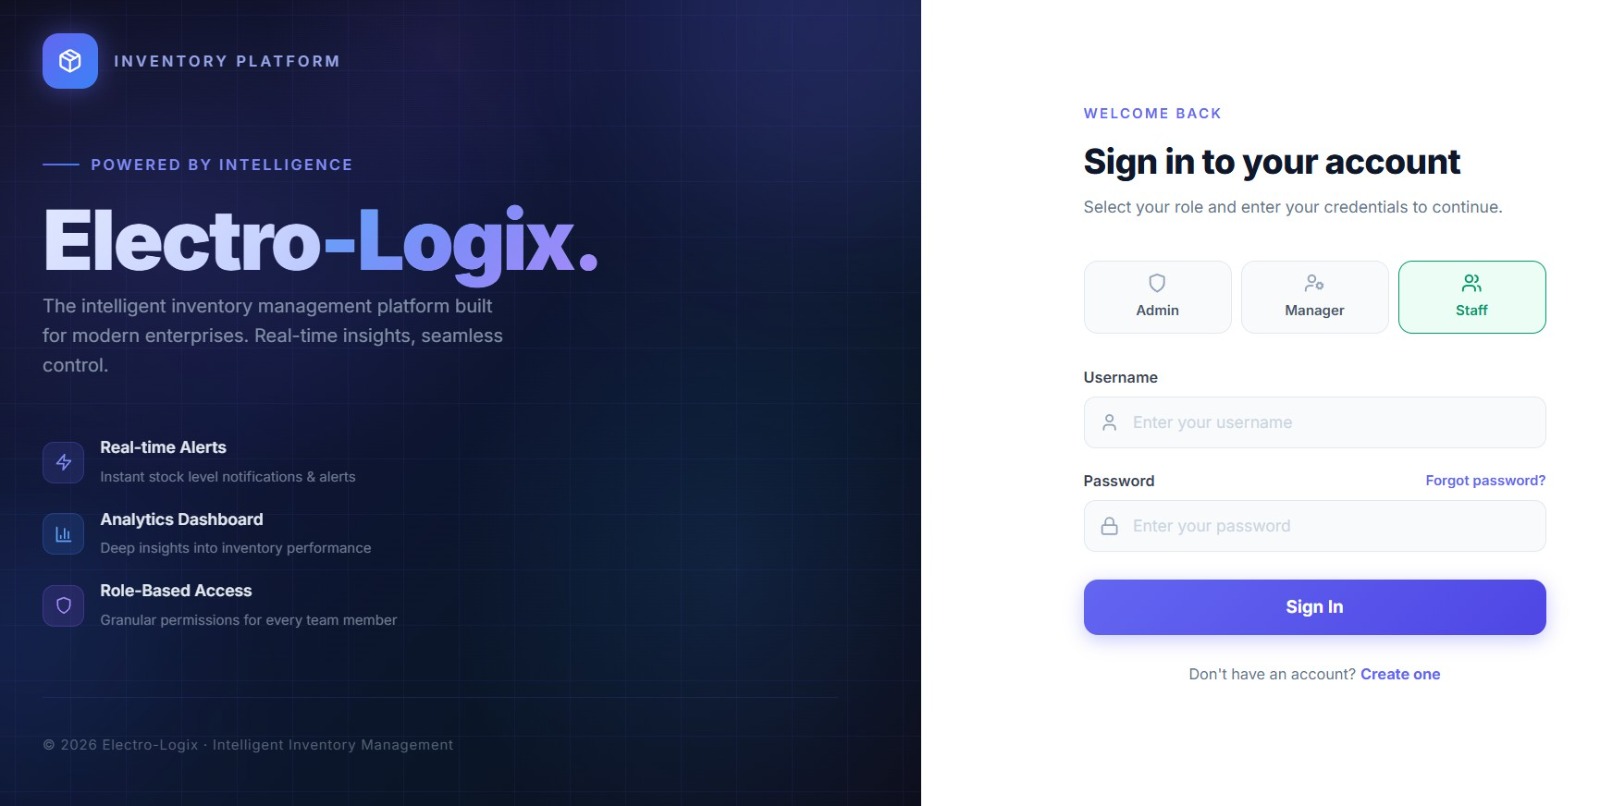 INVENTORY PLATFORM
POWERED BY INTELLIGENCE
Electro-Logix.
The intelligent inventory management platform built
for modern enterprises. Real-time insights, seamless
control.
Real-time Alerts
Instant stock level notifications & alerts
Analytics Dashboard
Deep insights into inventory performance
Role-Based Access
Granular permissions for every team member
© 2026 Electro-Logix · Intelligent Inventory Management
WELCOME BACK
Sign in to your account
Select your role and enter your credentials to continue.
Admin
Manager
Staff
Username
Enter your username
Password
Forgot password?
Enter your password
Sign In
Don't have an account? Create one